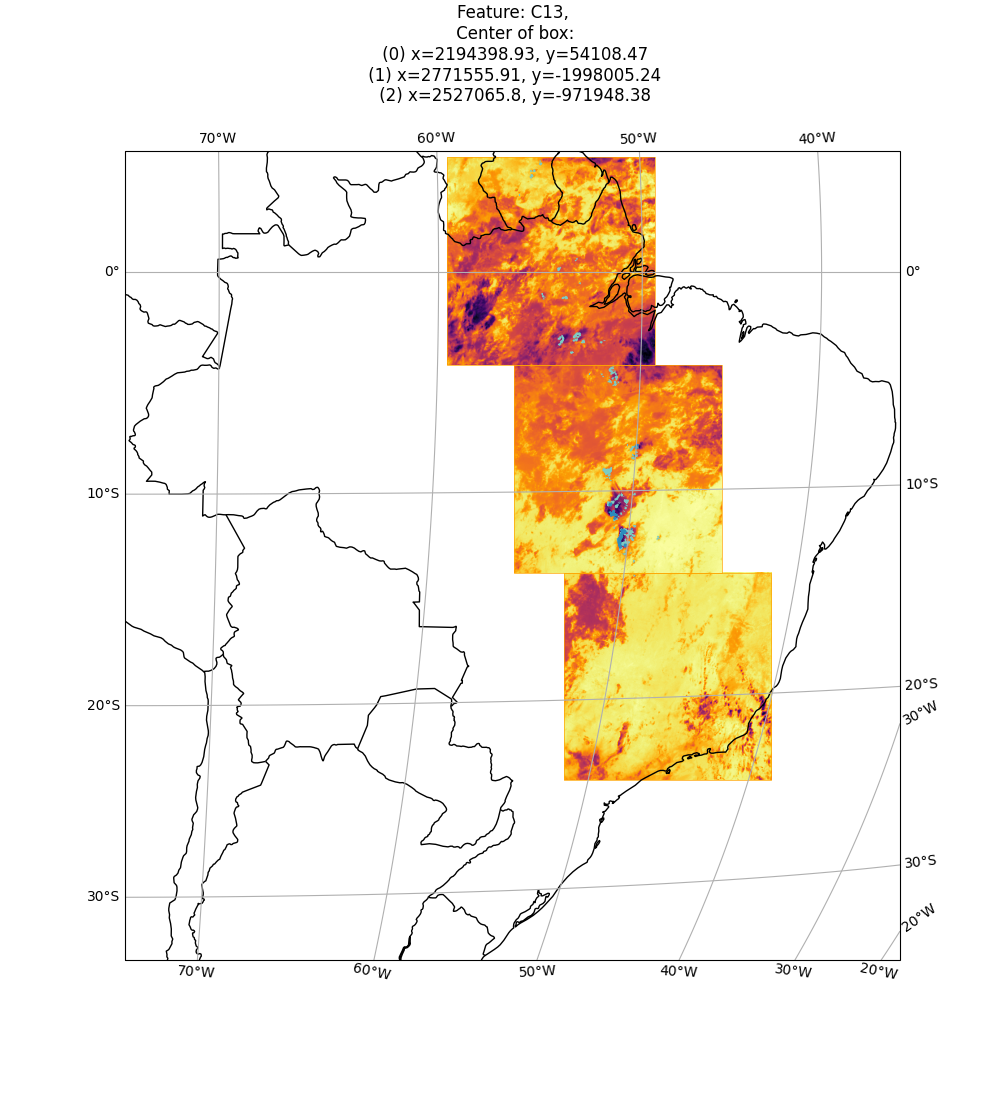 Feature: C13,
Center of box:
(0) x=2194398.93, y=54108.47
(1) x=2771555.91, y=-1998005.24
(2) x=2527065.8, y=-971948.38
70°W 60°W 50°W 40°W
0° 0°
10°S 10°S
20°S 20°S
30°W
30°S 30°S
20°W
70°W 60°W 50°W 40°W 30°W 20°W